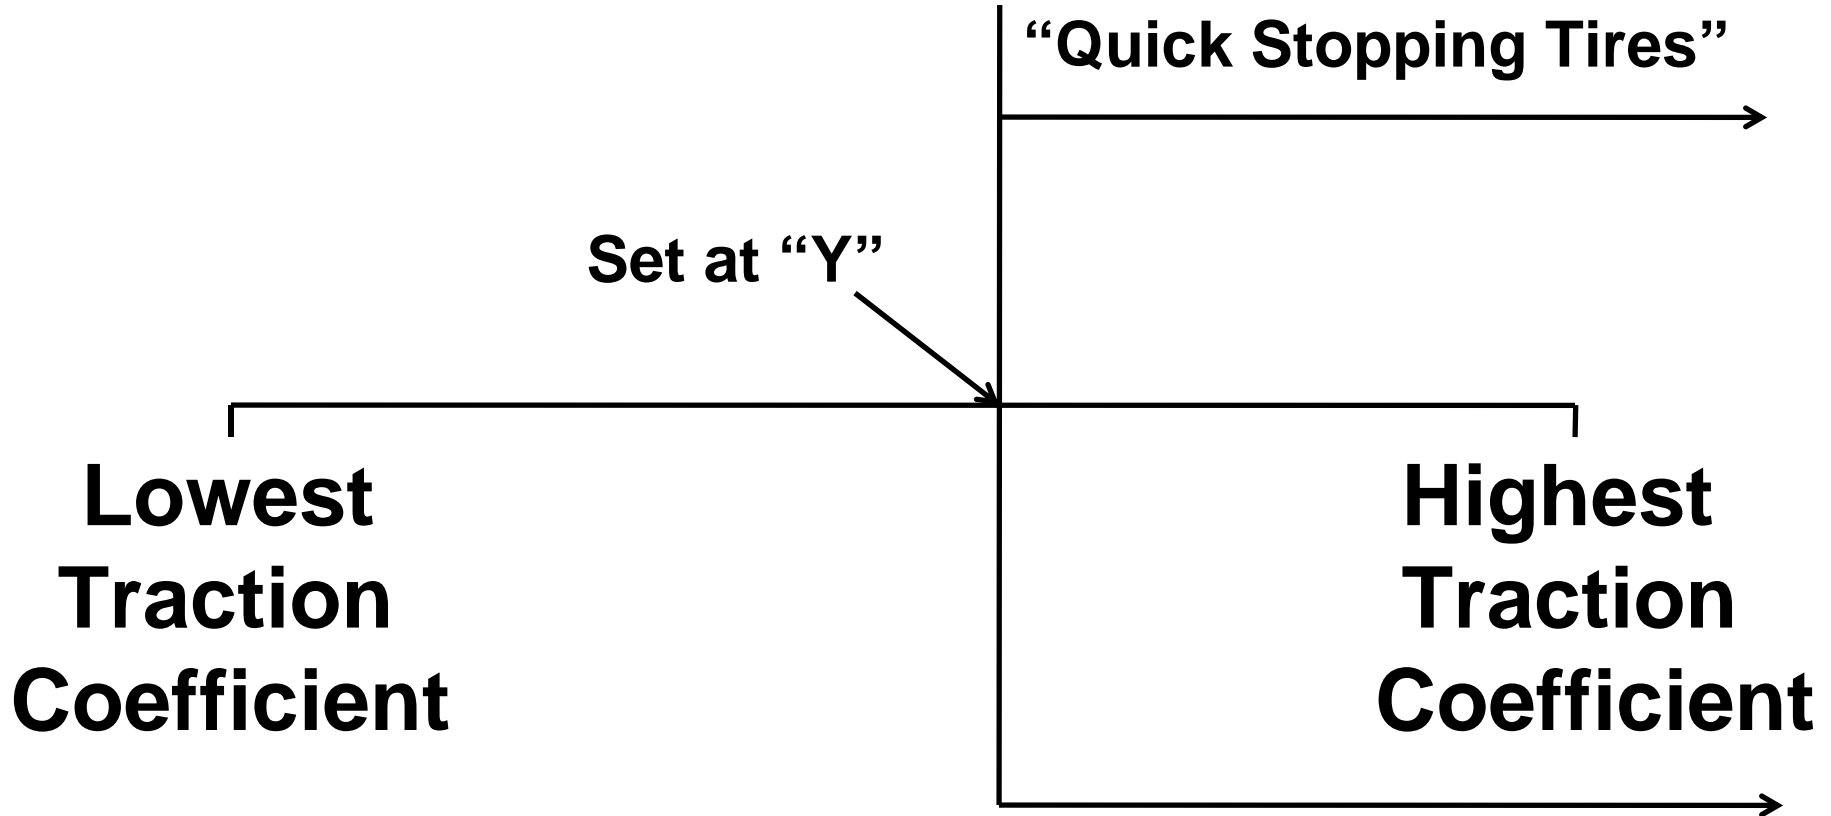 “Quick Stopping Tires”
Set at “Y”
Lowest
Traction
Coefficient
Highest
Traction
Coefficient